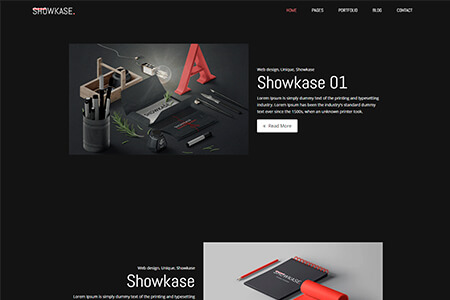 SHOWKASE.
HOME PAGES PORTFOLIO BLOG CONTACT
Web design, Unique, Showkase
Showkase 01
Lorem Ipsum is simply dummy text of the printing and typesetting
industry. Lorem Ipsum has been the industry's standard dummy text
ever since the 1500s, when an unknown printer took.
Read More
A
SHOWKASE.
Web design, Unique, Showkase
Showkase
Lorem Ipsum is simply dummy text of the printing and typesetting